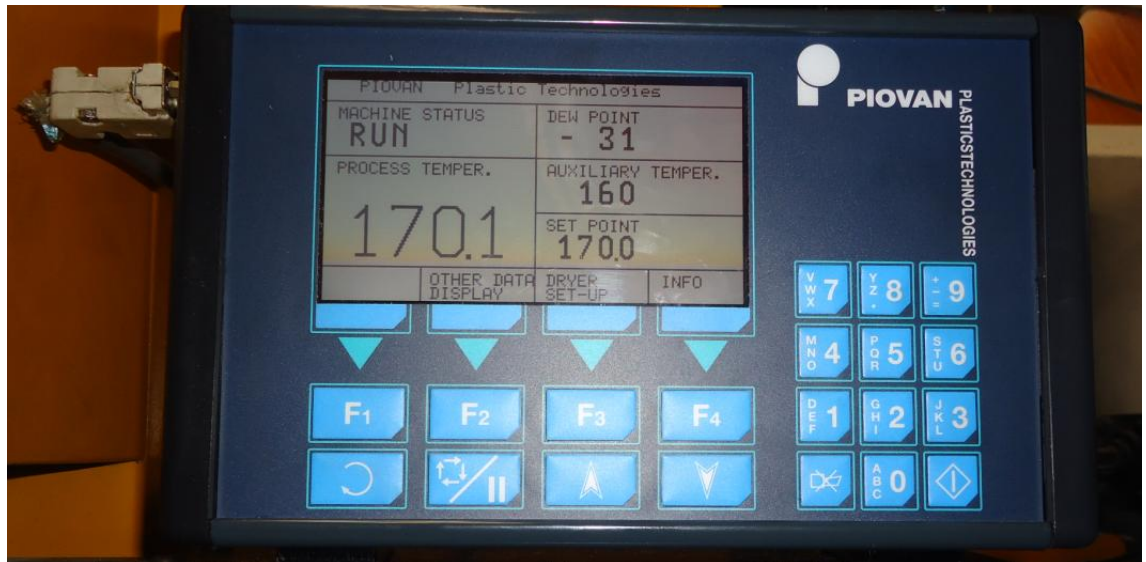 PIOVAN Plastic Technologies
MACHINE STATUS
RUN
DEW POINT
- 31
PROCESS TEMPER.
170.1
AUXILIARY TEMPER.
160
SET POINT
170.0
OTHER DATA DISPLAY
DRYER SET-UP
INFO
F1 F2 F3 F4
PIOVAN
PLASTICSTECHNOLOGIES
VWX 7
YZ. 8
+-= 9
MNO 4
PQR 5
STU 6
DEF 1
GHI 2
JKL 3
ABC 0